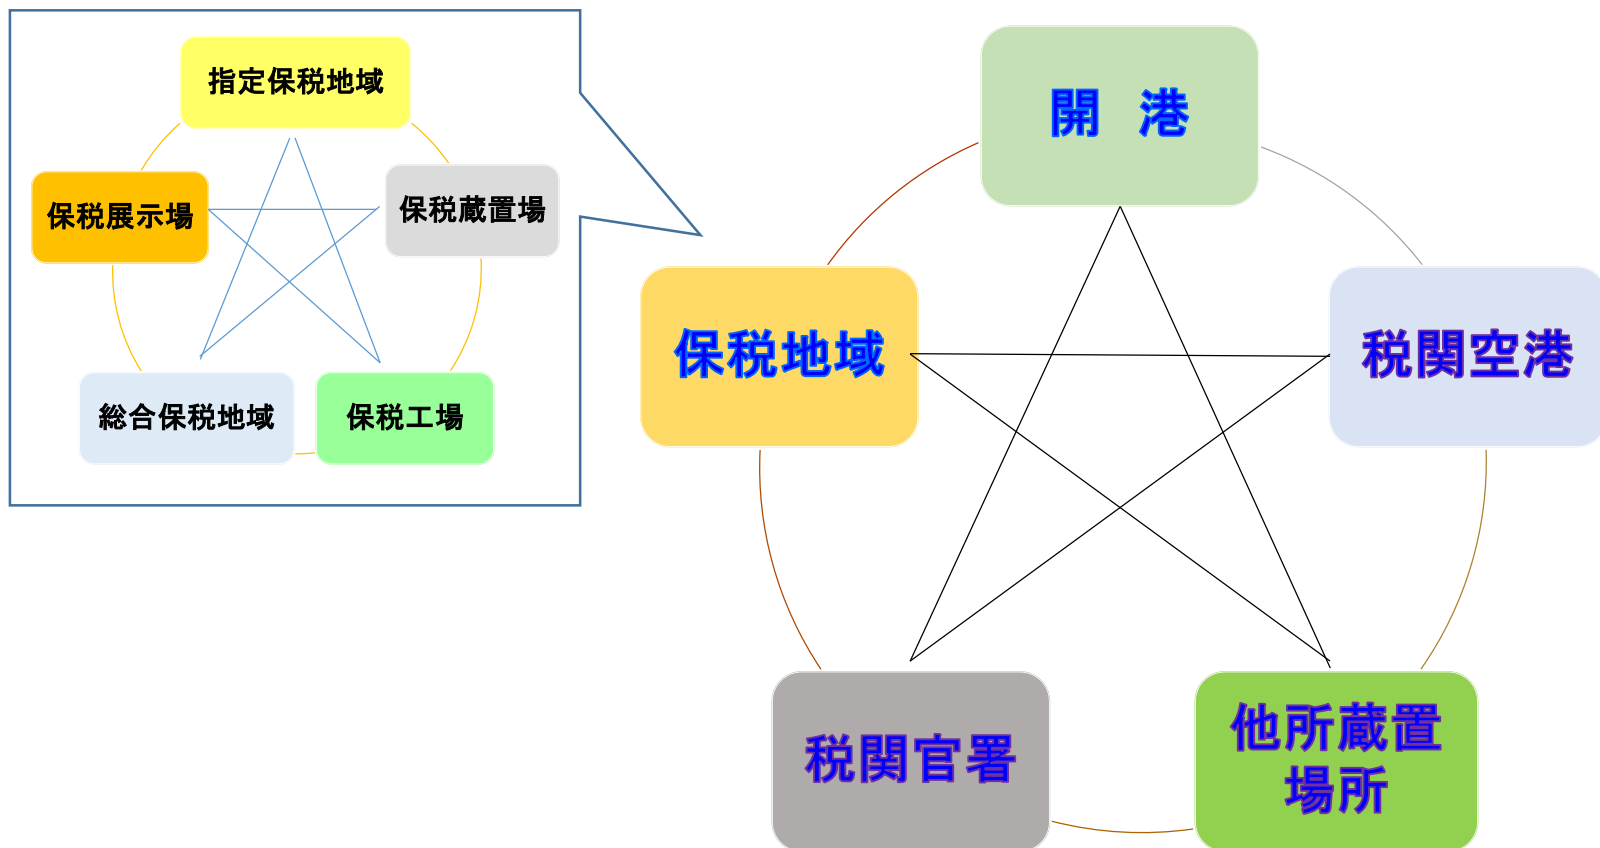 指定保税地域
保税展示場
保税蔵置場
総合保税地域
保税工場
開 港
保税地域
税関空港
税関官署
他所蔵置
場所